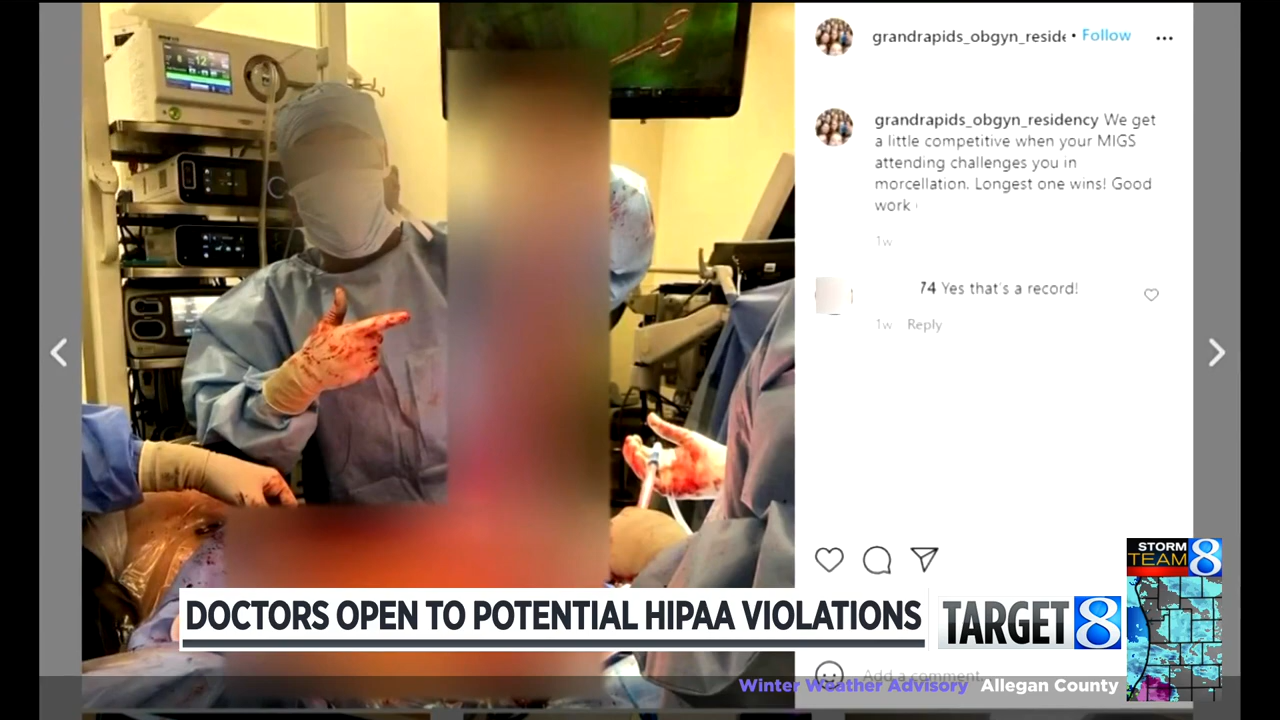 grandrapids_obgyn_reside • Follow ...
grandrapids_obgyn_residency We get
a little competitive when your MIGS
attending challenges you in
morcellation. Longest one wins! Good
work
1w
74 Yes that's a record!
1w Reply
DOCTORS OPEN TO POTENTIAL HIPAA VIOLATIONS
TARGET 8
STORM
TEAM 8
Add a comment...
Winter Weather Advisory Allegan County